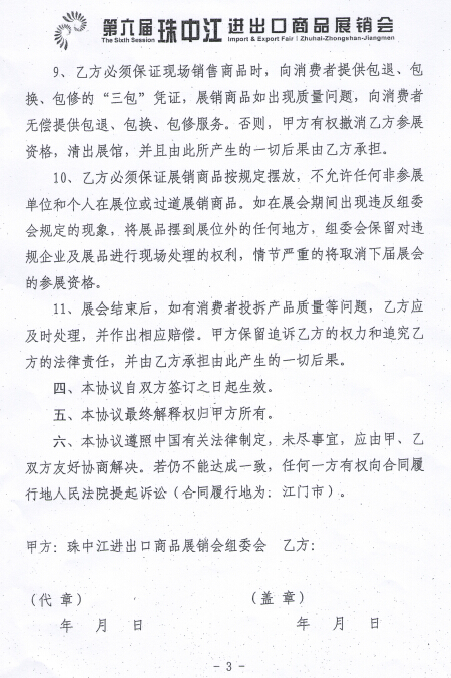 第六届 珠中江 进出口商品展销会
The Sixth Session Import & Export Fair | Zhuhai-Zhongshan-Jiangmen
9、乙方必须保证现场销售商品时，向消费者提供包退、包
换、包修的“三包”凭证，展销商品如出现质量问题，向消费者
无偿提供包退、包换、包修服务。否则，甲方有权撤消乙方参展
资格，清出展馆，并且由此所产生的一切后果由乙方承担。
10、乙方必须保证展销商品按规定摆放，不允许任何非参展
单位和个人在展位或过道展销商品。如在展会期间出现违反组委
会规定的现象，将展品摆到展位外的任何地方，组委会保留对违
规企业及展品进行现场处理的权利，情节严重的将取消下届展会
的参展资格。
11、展会结束后，如有消费者投拆产品质量等问题，乙方应
及时处理，并作出相应赔偿。甲方保留追诉乙方的权力和追究乙
方的法律责任，并由乙方承担由此产生的一切后果。
四、本协议自双方签订之日起生效。
五、本协议最终解释权归甲方所有。
六、本协议遵照中国有关法律制定，未尽事宜，应由甲、乙
双方友好协商解决。若仍不能达成一致，任何一方有权向合同履
行地人民法院提起诉讼（合同履行地为：江门市）。
甲方：珠中江进出口商品展销会组委会 乙方：
（代 章） （盖 章）
年 月 日 年 月 日
- 3 -